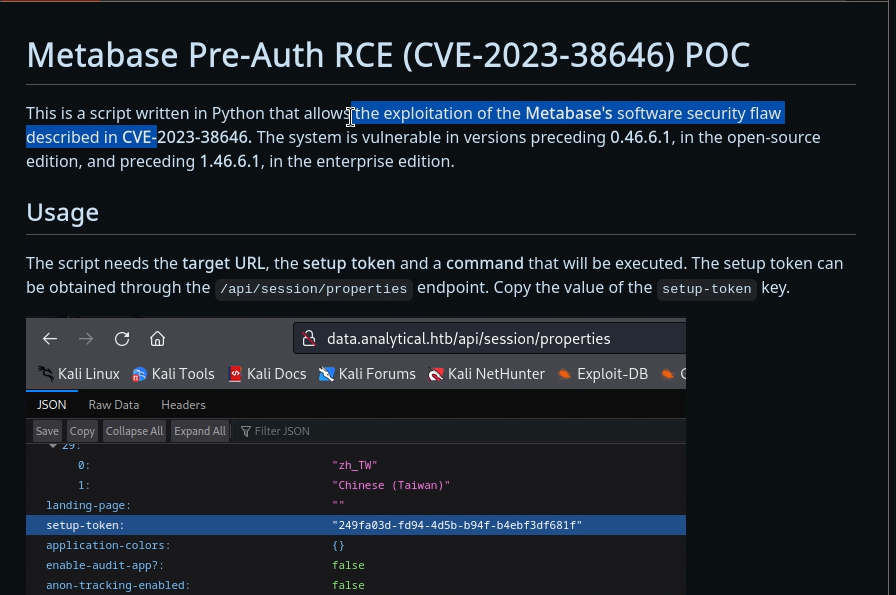 Metabase Pre-Auth RCE (CVE-2023-38646) POC
This is a script written in Python that allows the exploitation of the Metabase's software security flaw
described in CVE-2023-38646. The system is vulnerable in versions preceding 0.46.6.1, in the open-source
edition, and preceding 1.46.6.1, in the enterprise edition.
Usage
The script needs the target URL, the setup token and a command that will be executed. The setup token can
be obtained through the /api/session/properties endpoint. Copy the value of the setup-token key.
data.analytical.htb/api/session/properties
Kali Linux Kali Tools Kali Docs Kali Forums Kali NetHunter Exploit-DB
JSON Raw Data Headers
Save Copy Collapse All Expand All Filter JSON
29:
0: "zh_TW"
1: "Chinese (Taiwan)"
landing-page: ""
setup-token: "249fa03d-fd94-4d5b-b94f-b4ebf3df681f"
application-colors: {}
enable-audit-app?: false
anon-tracking-enabled: false